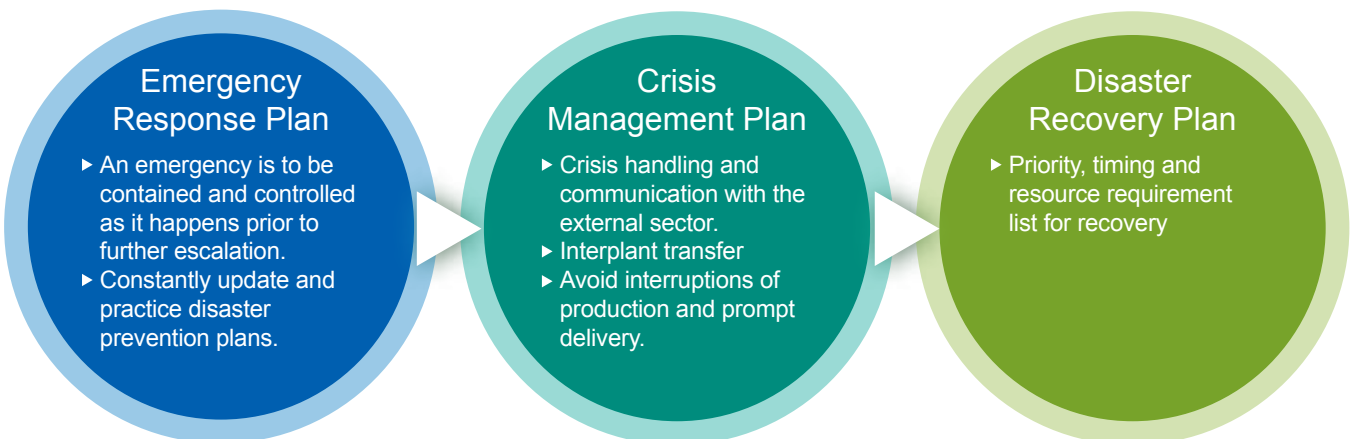 Emergency
Response Plan
▶ An emergency is to be
contained and controlled
as it happens prior to
further escalation.
▶ Constantly update and
practice disaster
prevention plans.
Crisis
Management Plan
▶ Crisis handling and
communication with the
external sector.
▶ Interplant transfer
▶ Avoid interruptions of
production and prompt
delivery.
Disaster
Recovery Plan
▶ Priority, timing and
resource requirement
list for recovery